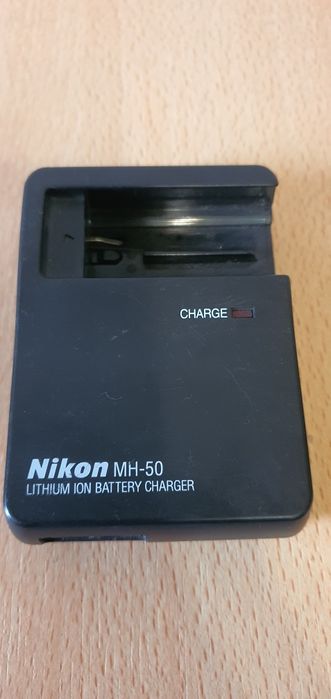 CHARGE
Nikon MH-50
LITHIUM ION BATTERY CHARGER